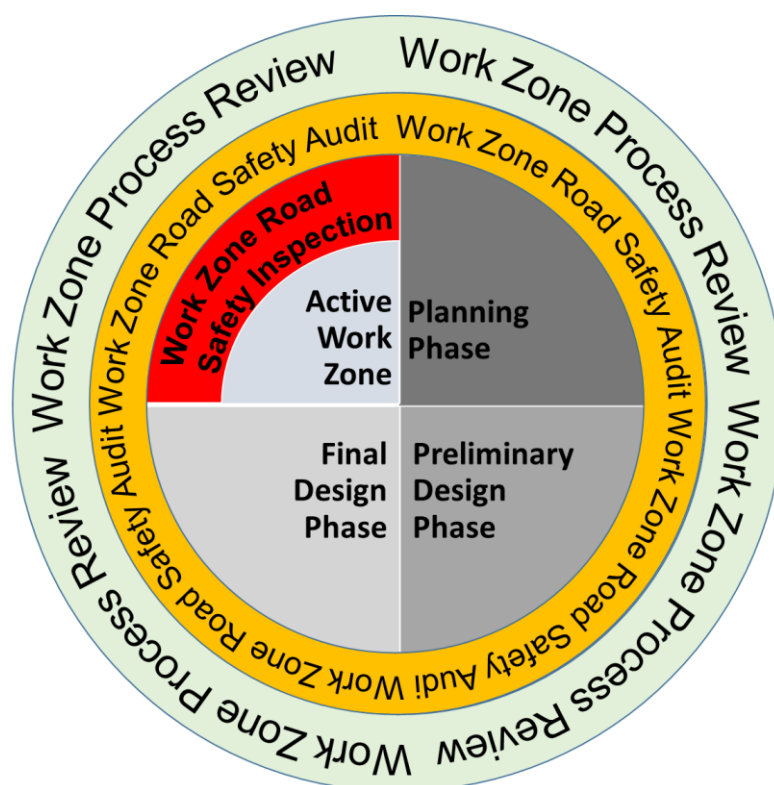 Work Zone Process Review
Work Zone Process Review
Work Zone Process Review
Work Zone Process Review
Work Zone Road Safety Audit
Work Zone Road Safety Audi
Work Zone Road Safety Audit
Work Zone Road Safety Audit
Work Zone Road
Safety Inspection
Active
Work
Zone
Planning
Phase
Final
Design
Phase
Preliminary
Design
Phase